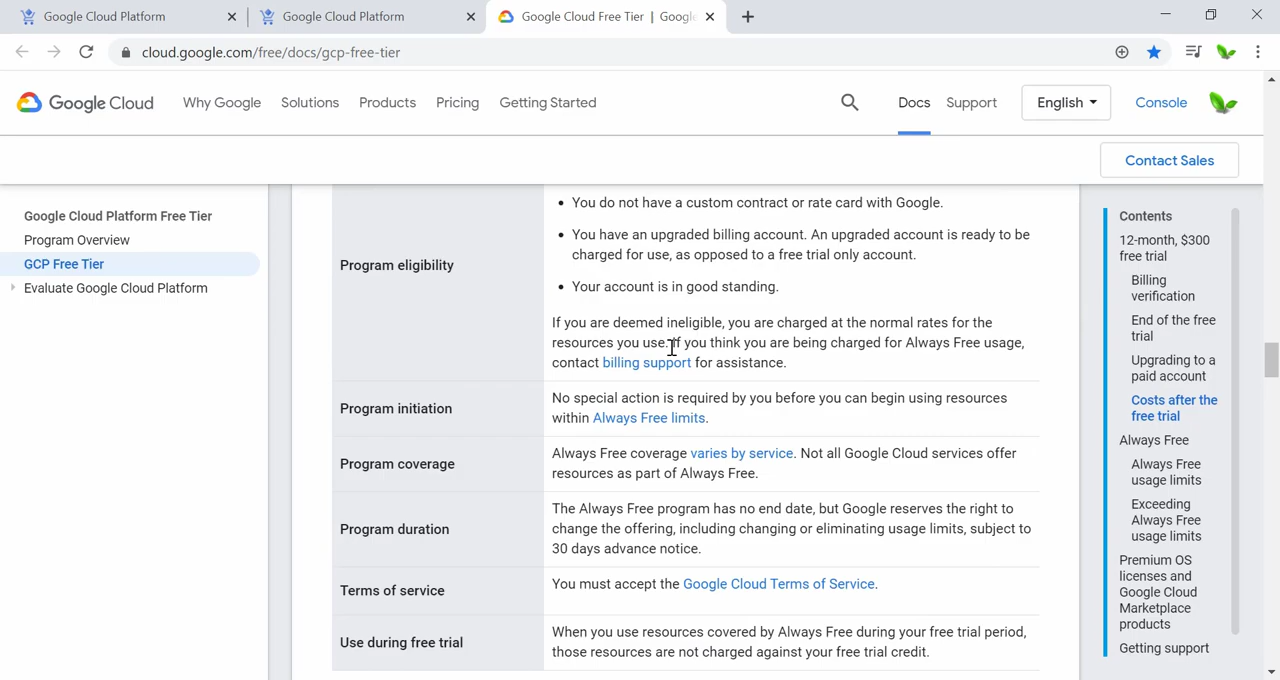 Google Cloud Platform
Google Cloud Platform
Google Cloud Free Tier | Google
cloud.google.com/free/docs/gcp-free-tier
Google Cloud
Why Google
Solutions
Products
Pricing
Getting Started
Docs
Support
English
Console
Contact Sales
Google Cloud Platform Free Tier
Program Overview
GCP Free Tier
Evaluate Google Cloud Platform
Program eligibility
• You do not have a custom contract or rate card with Google.
• You have an upgraded billing account. An upgraded account is ready to
charged for use, as opposed to a free trial only account.
• Your account is in good standing.
If you are deemed ineligible, you are charged at the normal rates for the
resources you use. If you think you are being charged for Always Free usage,
contact billing support for assistance.
Program initiation
No special action is required by you before you can begin using resources
within Always Free limits.
Program coverage
Always Free coverage varies by service. Not all Google Cloud services offer
resources as part of Always Free.
Program duration
The Always Free program has no end date, but Google reserves the right to
change the offering, including changing or eliminating usage limits, subject to
30 days advance notice.
Terms of service
You must accept the Google Cloud Terms of Service.
Use during free trial
When you use resources covered by Always Free during your free trial period,
those resources are not charged against your free trial credit.
Contents
12-month, $300
free trial
Billing
verification
End of the free
trial
Upgrading to a
paid account
Costs after the
free trial
Always Free
Always Free
usage limits
Exceeding
Always Free
usage limits
Premium OS
licenses and
Google Cloud
Marketplace
products
Getting support